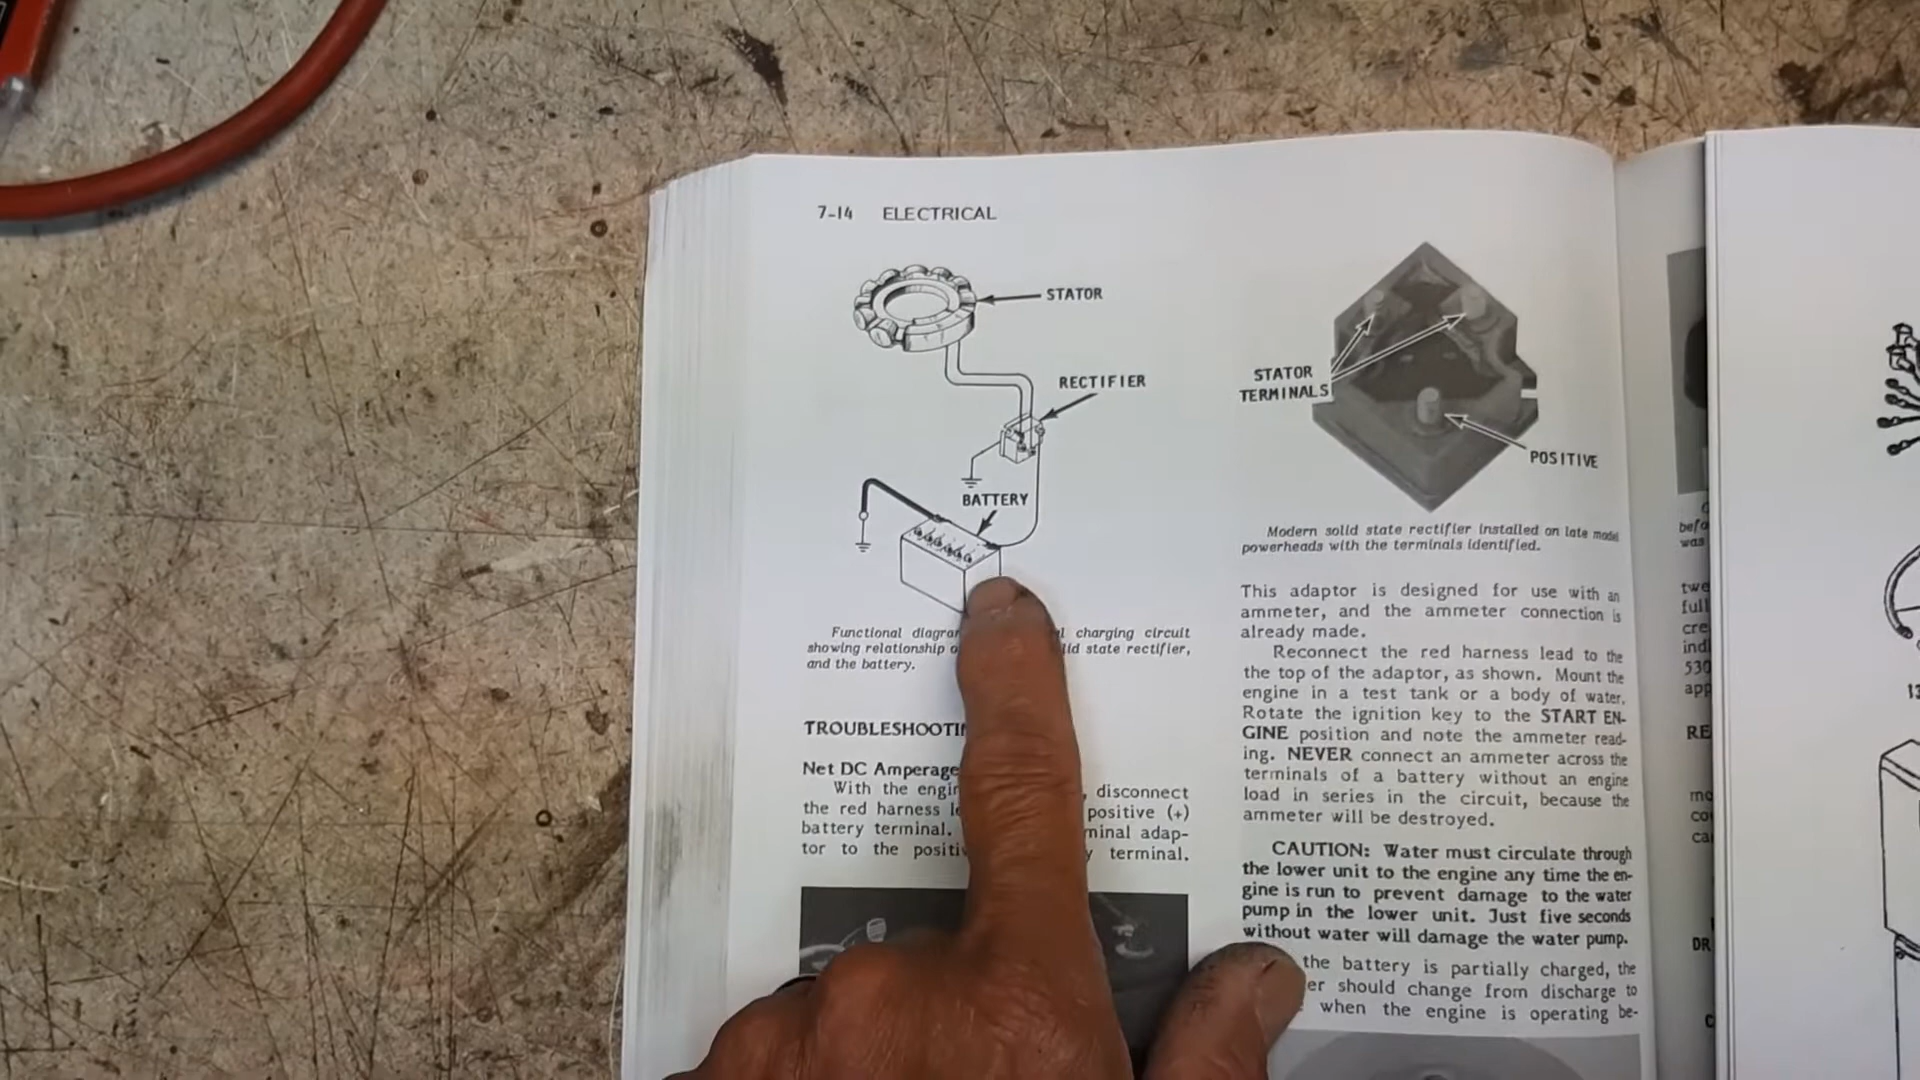 7-14 ELECTRICAL
STATOR
RECTIFIER
BATTERY
Functional diagram charging circuit
showing relationship state rectifier,
and the battery.
TROUBLESHOOTING
Net DC Amperage
With the engine , disconnect
the red harness positive (+)
battery terminal. adap-
tor to the positive terminal.
STATOR
TERMINALS
POSITIVE
Modern solid state rectifier installed on late model
powerheads with the terminals identified.
This adaptor is designed for use with an
ammeter, and the ammeter connection is
already made.
Reconnect the red harness lead to the
the top of the adaptor, as shown. Mount the
engine in a test tank or a body of water.
Rotate the ignition key to the START EN-
GINE position and note the ammeter read-
ing. NEVER connect an ammeter across the
terminals of a battery without an engine
load in series in the circuit, because the
ammeter will be destroyed.
CAUTION: Water must circulate through
the lower unit to the engine any time the en-
gine is run to prevent damage to the water
pump in the lower unit. Just five seconds
without water will damage the water pump.
the battery is partially charged, the
should change from discharge to
when the engine is operating be-
was